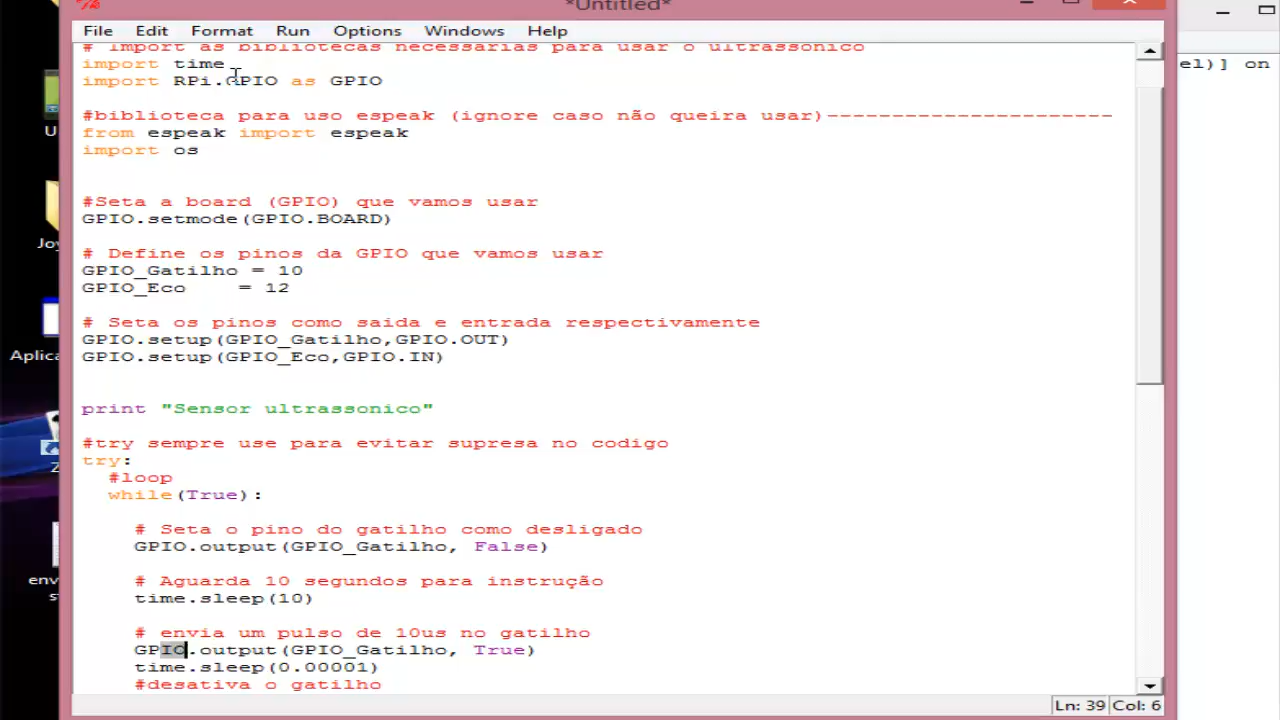 *Untitled*
File Edit Format Run Options Windows Help
# Import as bibliotecas necessarias para usar o ultrassonico
import time
import RPi.GPIO as GPIO
#biblioteca para uso espeak (ignore caso não queira usar)----------------------
from espeak import espeak
import os
#Seta a board (GPIO) que vamos usar
GPIO.setmode(GPIO.BOARD)
# Define os pinos da GPIO que vamos usar
GPIO_Gatilho = 10
GPIO_Eco    = 12
# Seta os pinos como saida e entrada respectivamente
GPIO.setup(GPIO_Gatilho,GPIO.OUT)
GPIO.setup(GPIO_Eco,GPIO.IN)
print "Sensor ultrassonico"
#try sempre use para evitar supresa no codigo
try:
  #loop
  while(True):
    # Seta o pino do gatilho como desligado
    GPIO.output(GPIO_Gatilho, False)
    # Aguarda 10 segundos para instrução
    time.sleep(10)
    # envia um pulso de 10us no gatilho
    GPIO.output(GPIO_Gatilho, True)
    time.sleep(0.00001)
    #desativa o gatilho
Ln: 39 Col: 6
el)] on
U
Joy
Aplica
Z
env
s